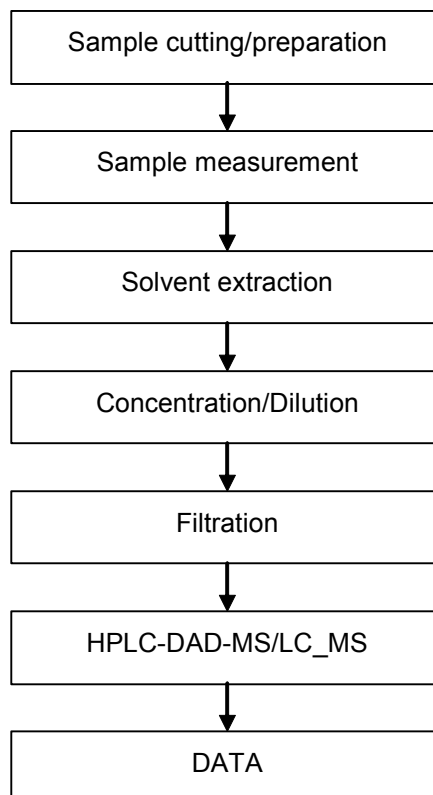 Sample cutting/preparation
Sample measurement
Solvent extraction
Concentration/Dilution
Filtration
HPLC-DAD-MS/LC_MS
DATA